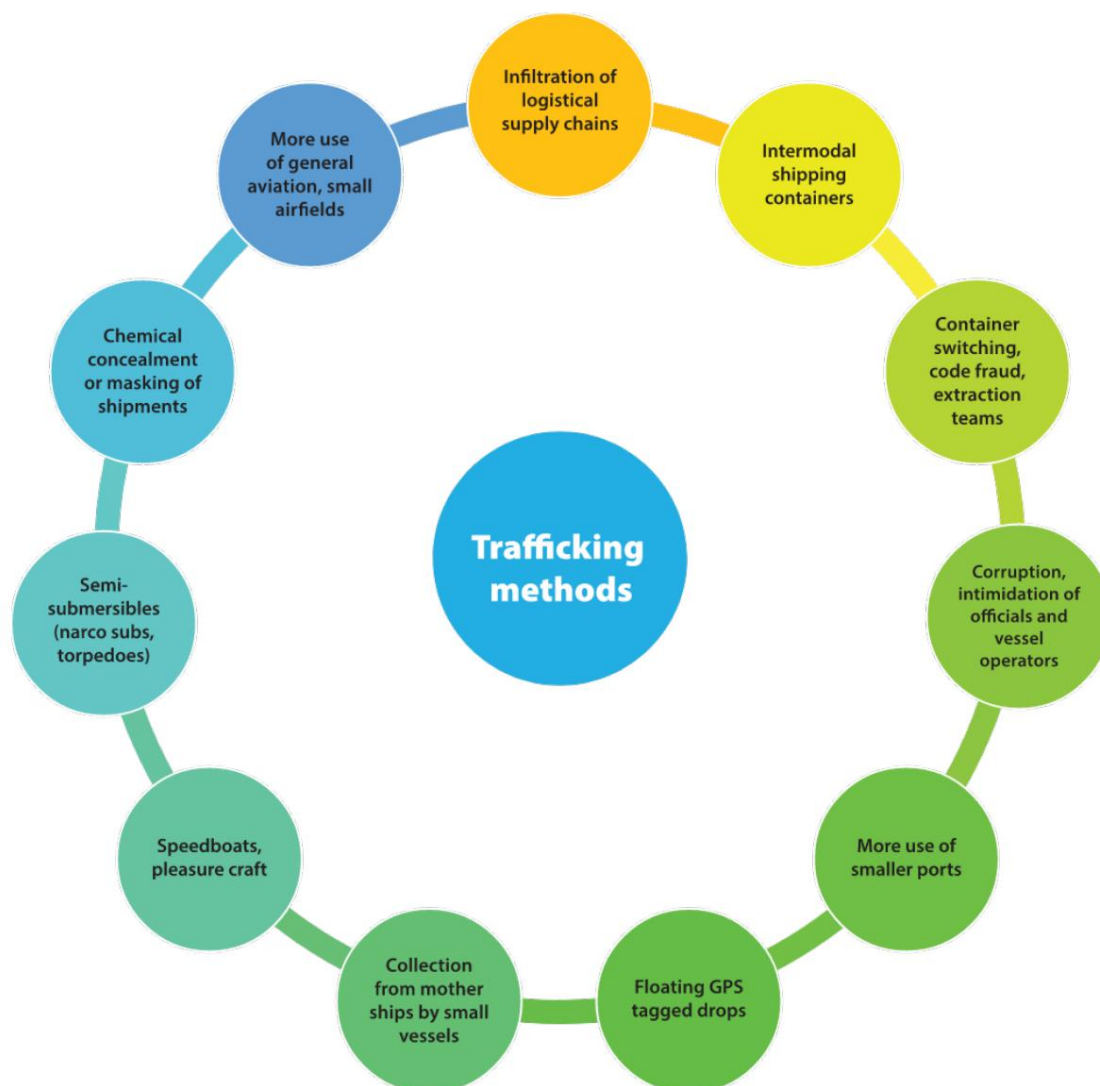 Infiltration of
logistical
supply chains
Intermodal
shipping
containers
Container
switching,
code fraud,
extraction
teams
Corruption,
intimidation of
officials and
vessel
operators
More use of
smaller ports
Floating GPS
tagged drops
Collection
from mother
ships by small
vessels
Speedboats,
pleasure craft
Semi-
submersibles
(narco subs,
torpedoes)
Chemical
concealment
or masking of
shipments
More use
of general
aviation, small
airfields
Trafficking
methods